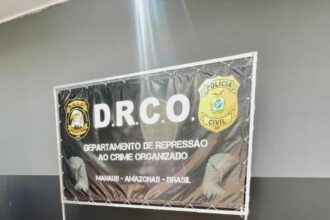 D.R.C.O.
POLÍCIA
CIVIL
DEPARTAMENTO DE REPRESSÃO
AO CRIME ORGANIZADO
MANAUS - AMAZONAS - BRASIL